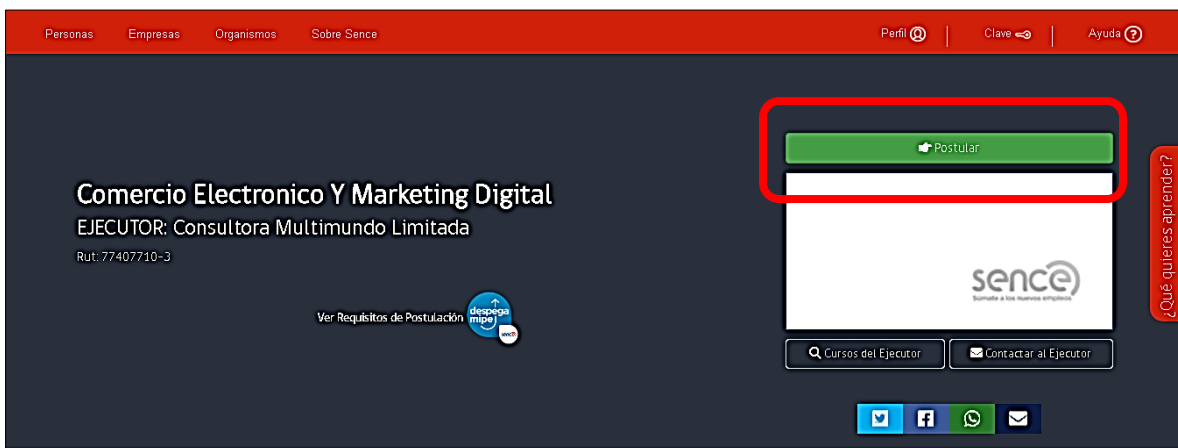 Personas Empresas Organismos Sobre Sence Perfil Clave Ayuda
Postular
Comercio Electronico Y Marketing Digital
EJECUTOR: Consultora Multimundo Limitada
Rut: 77407710-3
Ver Requisitos de Postulación
despega
mipe
sence
sence
Súmate a los nuevos empleos
Cursos del Ejecutor Contactar al Ejecutor
¿Qué quieres aprender?